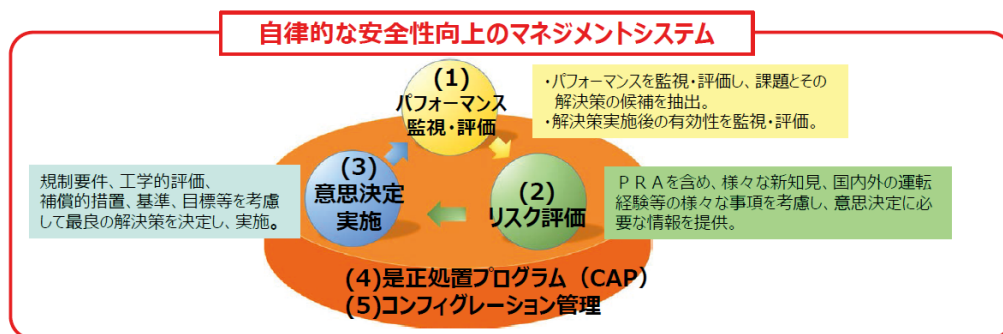 自律的な安全性向上のマネジメントシステム
(1)
パフォーマンス
監視・評価
・パフォーマンスを監視・評価し、課題とその
解決策の候補を抽出。
・解決策実施後の有効性を監視・評価。
(3)
意思決定
実施
規制要件、工学的評価、
補償的措置、基準、目標等を考慮
して最良の解決策を決定し、実施。
(2)
リスク評価
ＰＲＡを含め、様々な新知見、国内外の運転
経験等の様々な事項を考慮し、意思決定に必
要な情報を提供。
(4)是正処置プログラム（CAP）
(5)コンフィグレーション管理